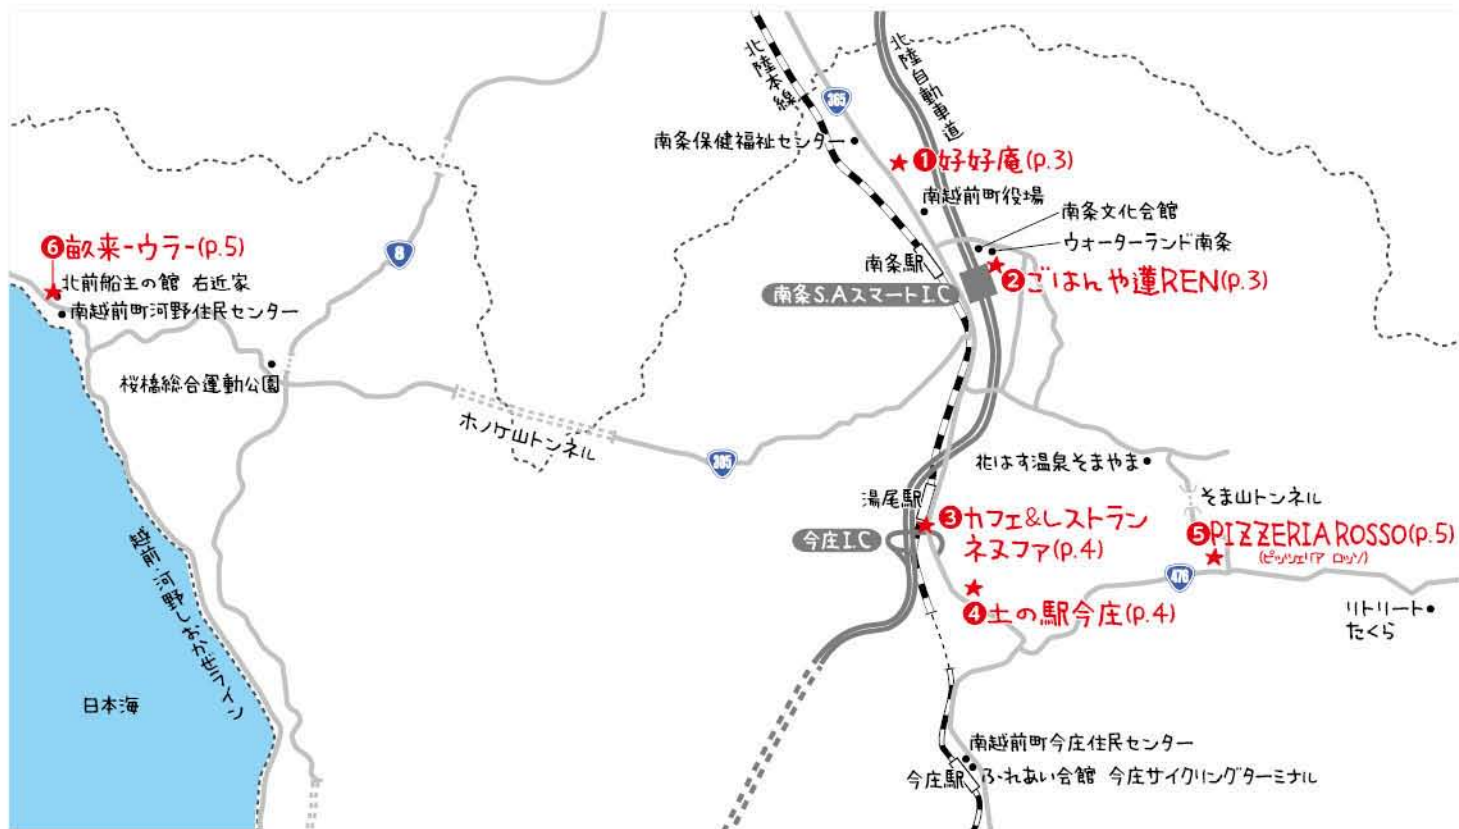 北陸本線
365
北陸自動車道
南条保健福祉センター
❶好好庵(p.3)
南越前町役場
南条文化会館
ウォーターランド南条
❷ごはんや蓮REN(p.3)
南条駅
南条S.AスマートI.C
❻畝来-ウラ-(p.5)
北前船主の館 右近家
南越前町河野住民センター
8
桜橋総合運動公園
ホノケ山トンネル
305
花はす温泉そまやま
そま山トンネル
湯尾駅
今庄I.C
❸カフェ&レストラン
ネヌファ(p.4)
❺PIZZERIA ROSSO(p.5)
(ピッツェリア ロッソ)
476
❹土の駅今庄(p.4)
リトリート
たくら
越前・河野しおかぜライン
日本海
南越前町今庄住民センター
今庄駅
ふれあい会館 今庄サイクリングターミナル